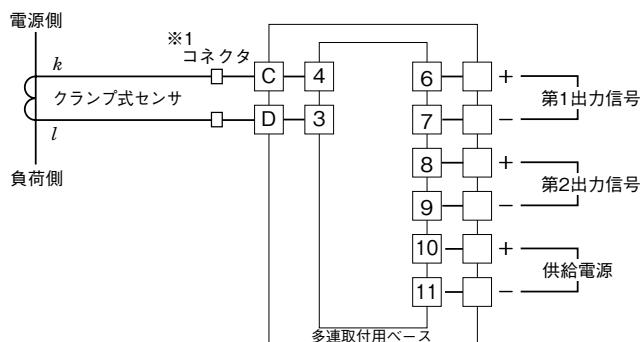 電源側
k
※1
コネクタ
クランプ式センサ
l
負荷側
C
4
D
3
6
+
7
−
第1出力信号
8
+
9
−
第2出力信号
10
+
11
−
供給電源
多連取付用ベース